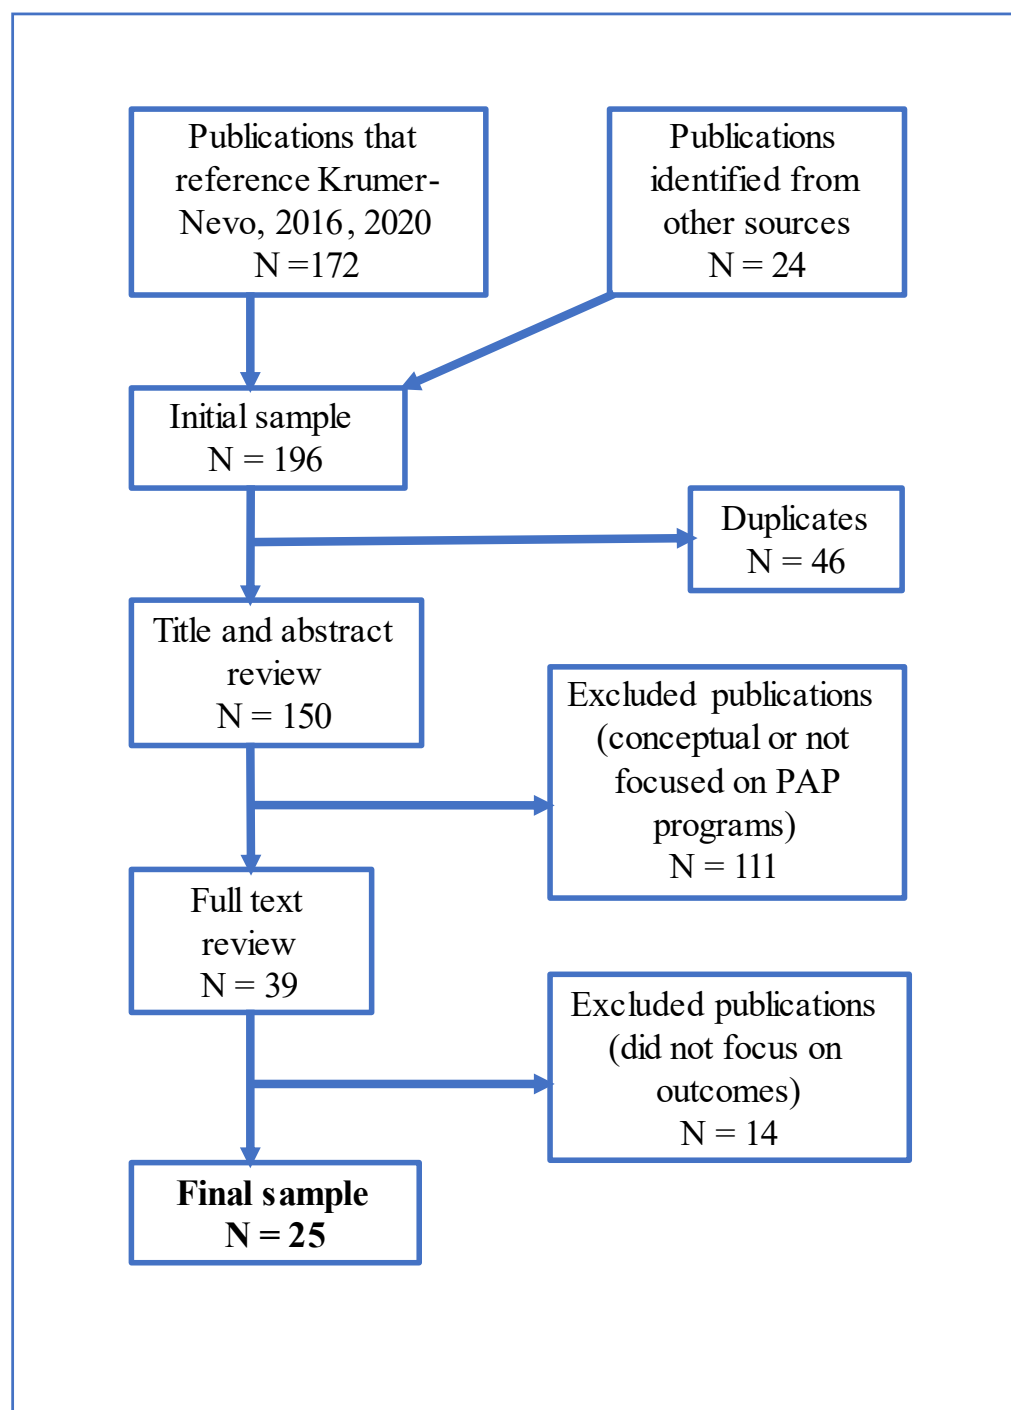 Publications that
reference Krumer-
Nevo, 2016, 2020
N =172
Publications
identified from
other sources
N = 24
Initial sample
N = 196
Duplicates
N = 46
Title and abstract
review
N = 150
Excluded publications
(conceptual or not
focused on PAP
programs)
N = 111
Full text
review
N = 39
Excluded publications
(did not focus on
outcomes)
N = 14
Final sample
N = 25